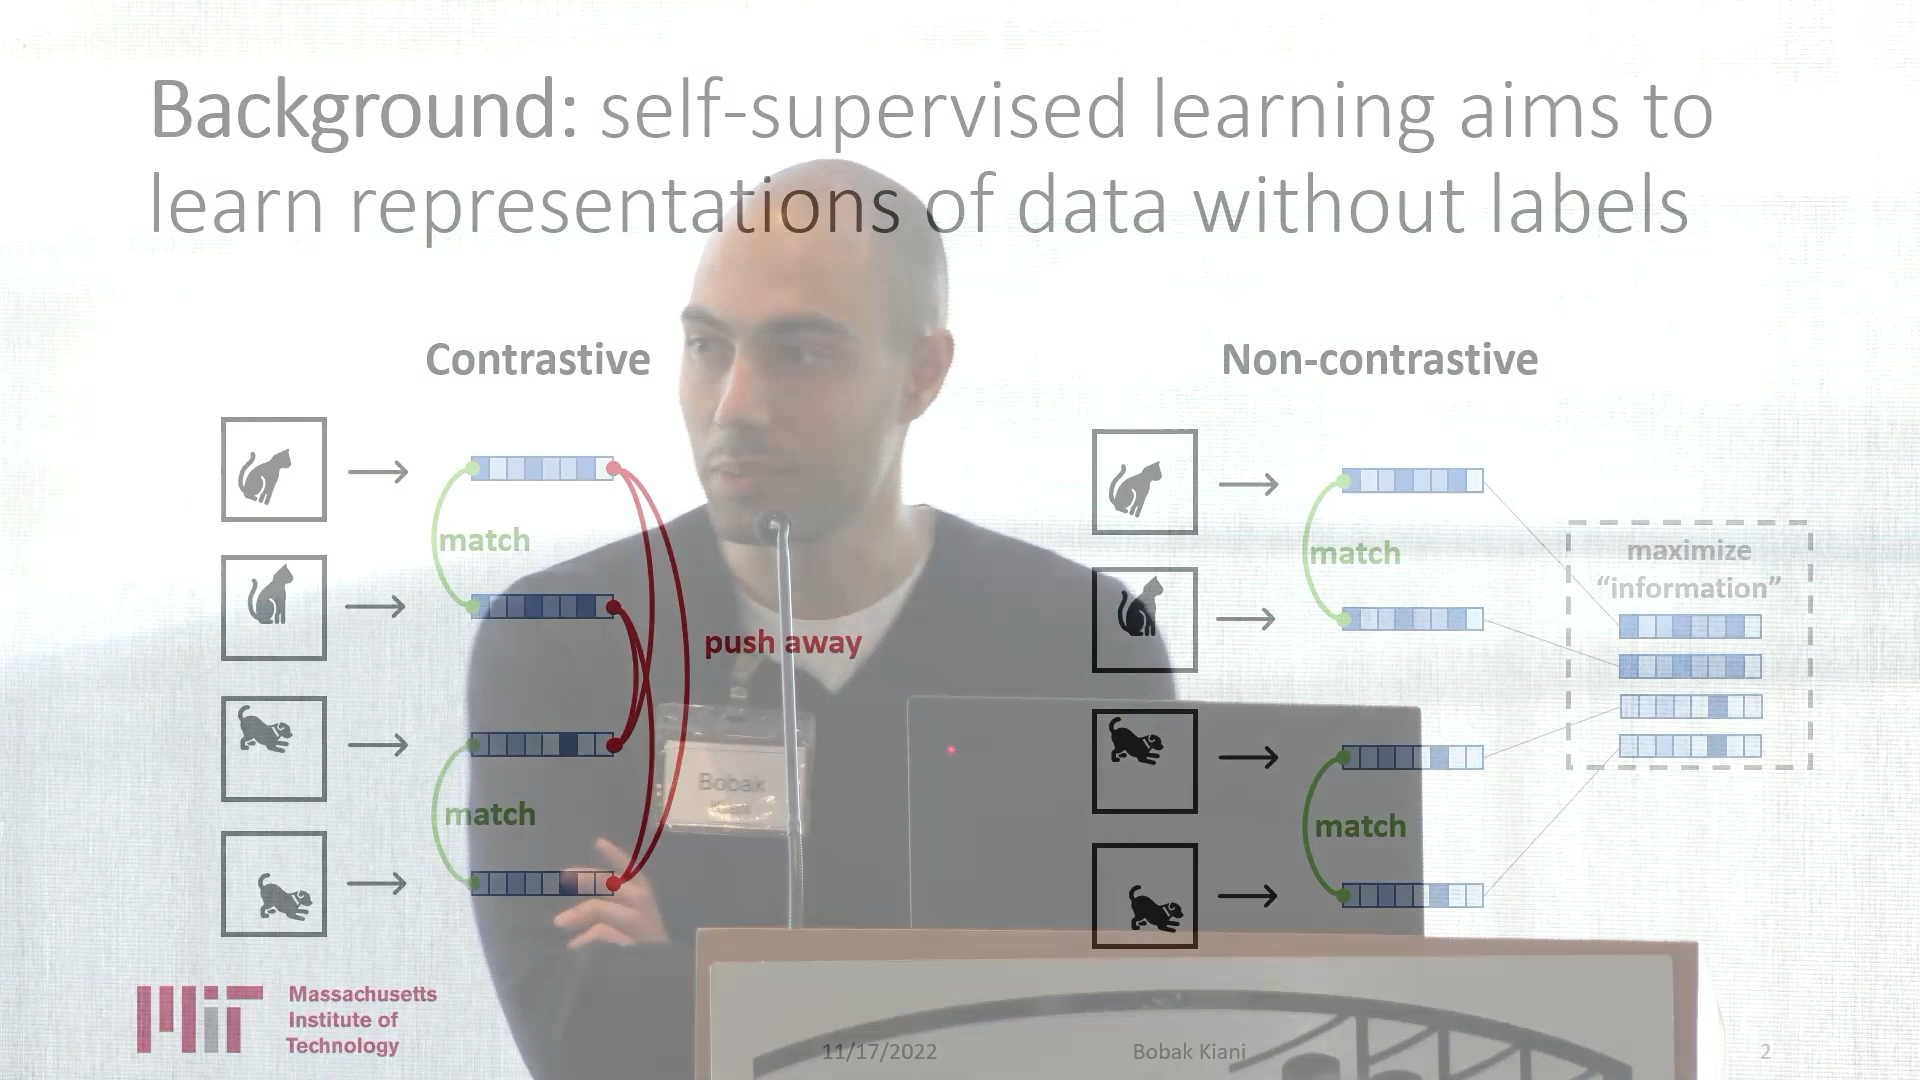 Background: self-supervised learning aims to
learn representations of data without labels
Contrastive
Non-contrastive
match
push away
match
match
maximize
“information”
match
Bobak
MIT
Massachusetts
Institute of
Technology
11/17/2022
Bobak Kiani
2